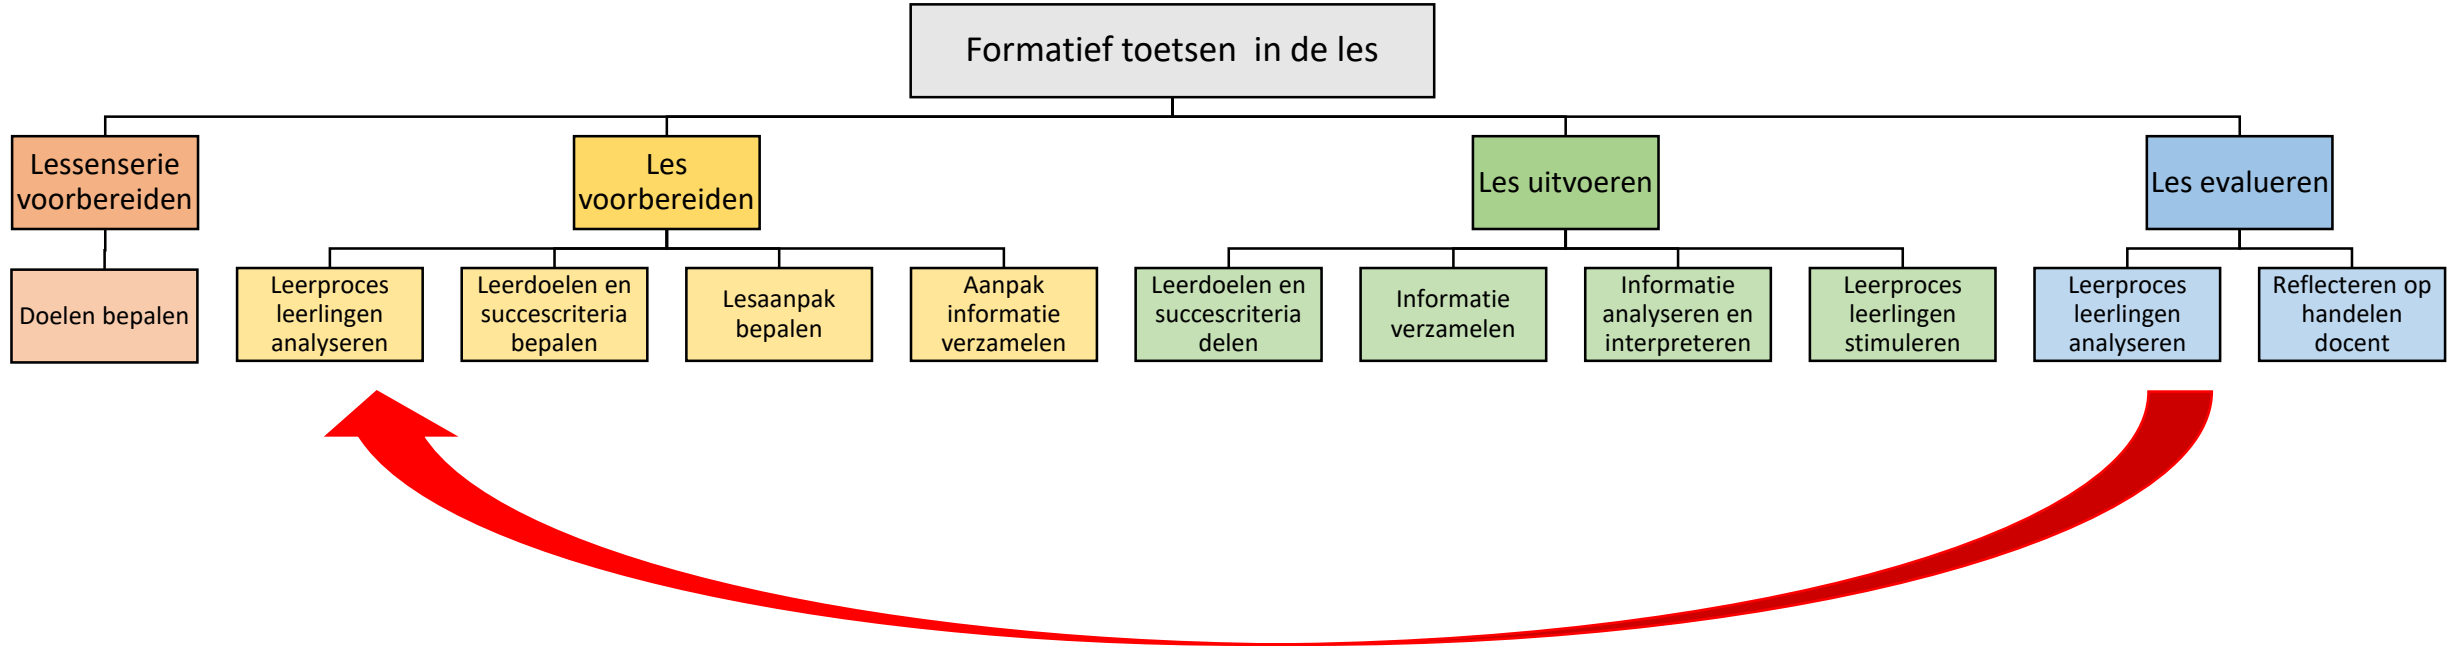 Formatief toetsen  in de les
Lessenserie
voorbereiden
Les
voorbereiden
Les uitvoeren
Les evalueren
Doelen bepalen
Leerproces
leerlingen
analyseren
Leerdoelen en
succescriteria
bepalen
Lesaanpak
bepalen
Aanpak
informatie
verzamelen
Leerdoelen en
succescriteria
delen
Informatie
verzamelen
Informatie
analyseren en
interpreteren
Leerproces
leerlingen
stimuleren
Leerproces
leerlingen
analyseren
Reflecteren op
handelen
docent